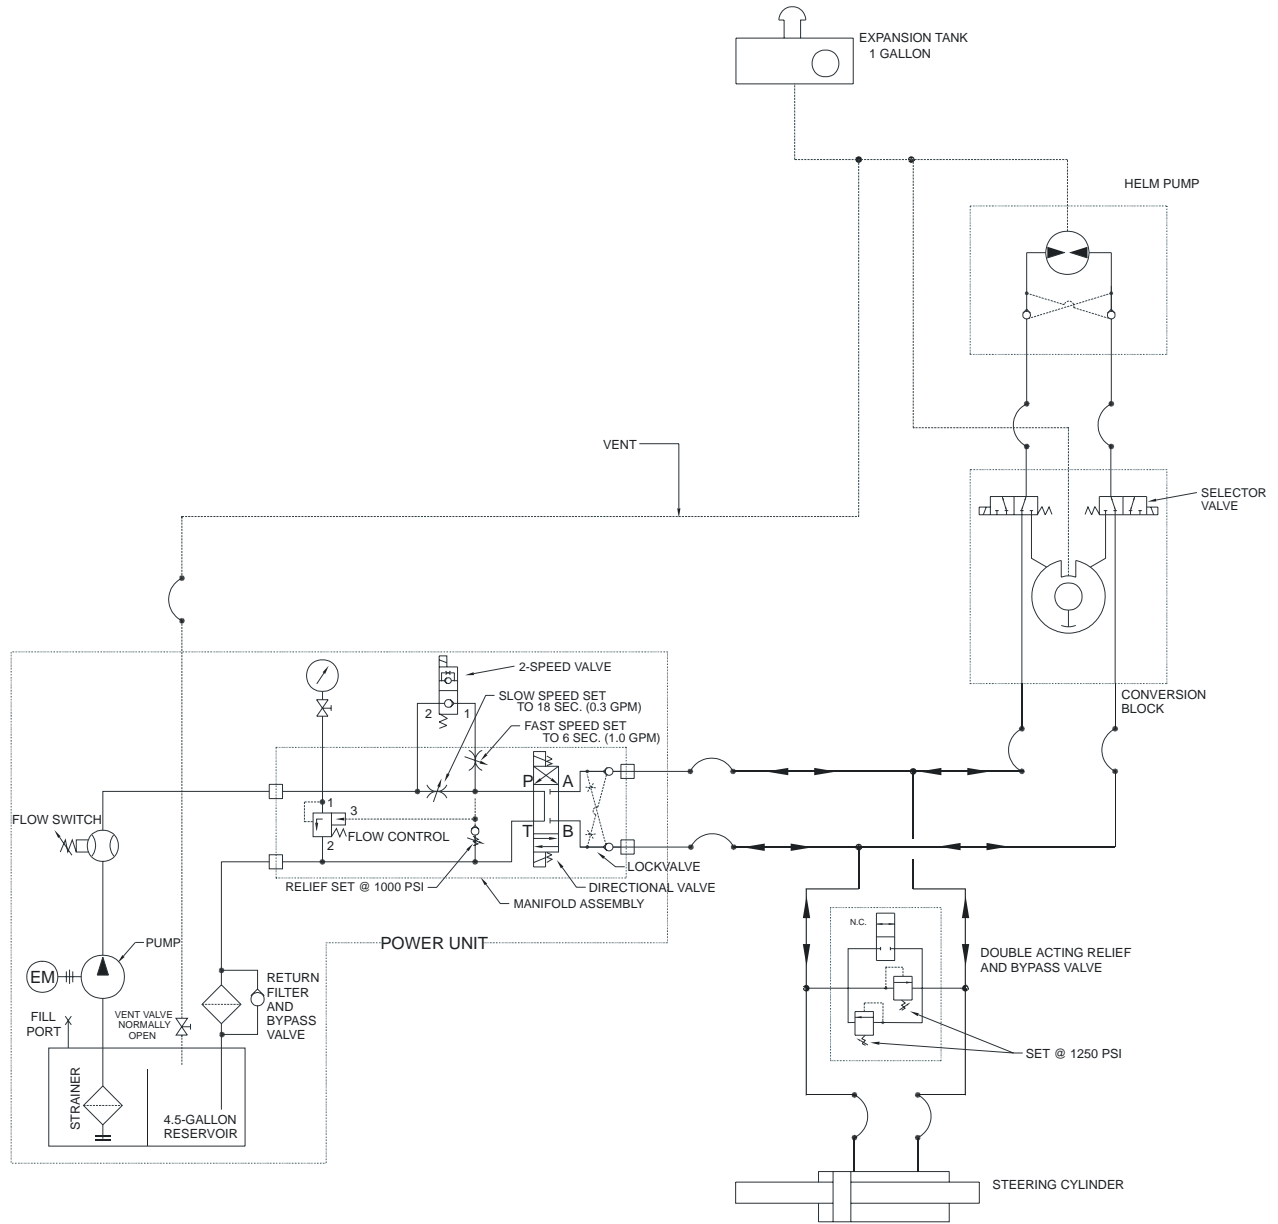 EXPANSION TANK
1 GALLON
HELM PUMP
VENT
SELECTOR
VALVE
CONVERSION
BLOCK
2-SPEED VALVE
SLOW SPEED SET
TO 18 SEC. (0.3 GPM)
2
1
FAST SPEED SET
TO 6 SEC. (1.0 GPM)
P
A
1
3
FLOW SWITCH
FLOW CONTROL
2
T
B
LOCKVALVE
RELIEF SET @ 1000 PSI
DIRECTIONAL VALVE
MANIFOLD ASSEMBLY
N.C.
PUMP
POWER UNIT
DOUBLE ACTING RELIEF
AND BYPASS VALVE
EM
RETURN
FILTER
AND
BYPASS
VALVE
FILL
PORT
VENT VALVE
NORMALLY
OPEN
SET @ 1250 PSI
STRAINER
4.5-GALLON
RESERVOIR
STEERING CYLINDER